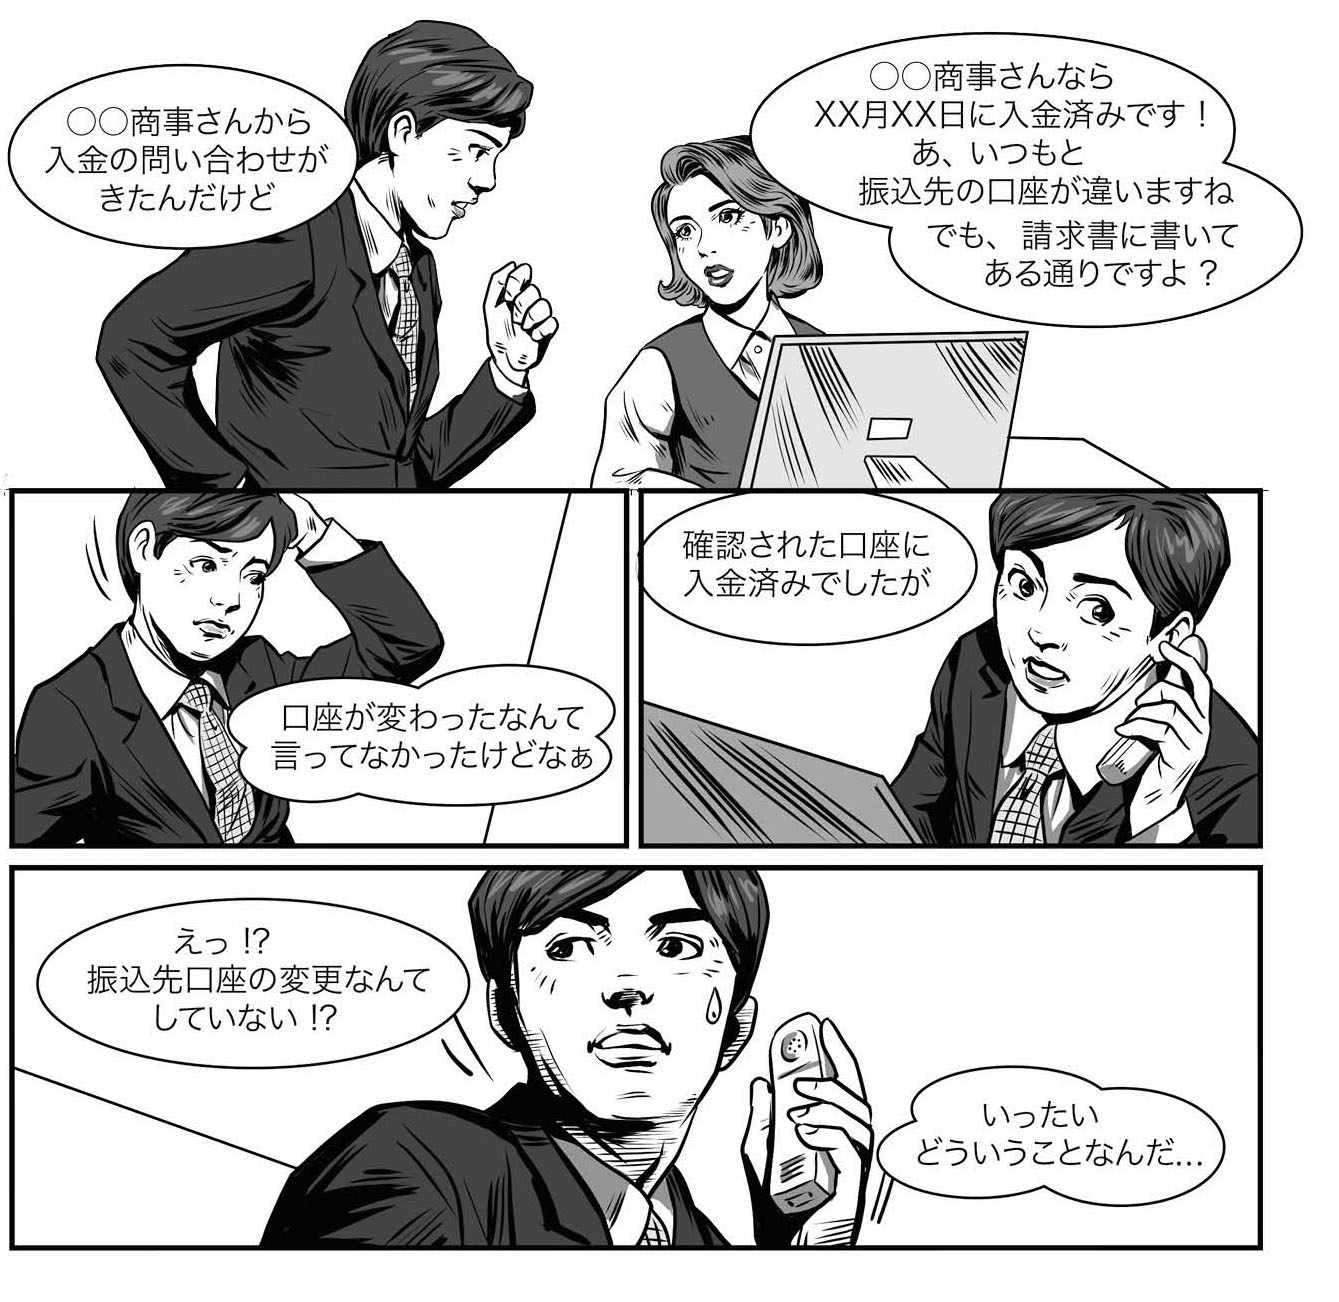 ○○商事さんから
入金の問い合わせが
きたんだけど
○○商事さんなら
XX月XX日に入金済みです！
あ、いつもと
振込先の口座が違いますね
でも、請求書に書いて
ある通りですよ？
口座が変わったなんて
言ってなかったけどなぁ
確認された口座に
入金済みでしたが
えっ !?
振込先口座の変更なんて
していない !?
いったい
どういうことなんだ…